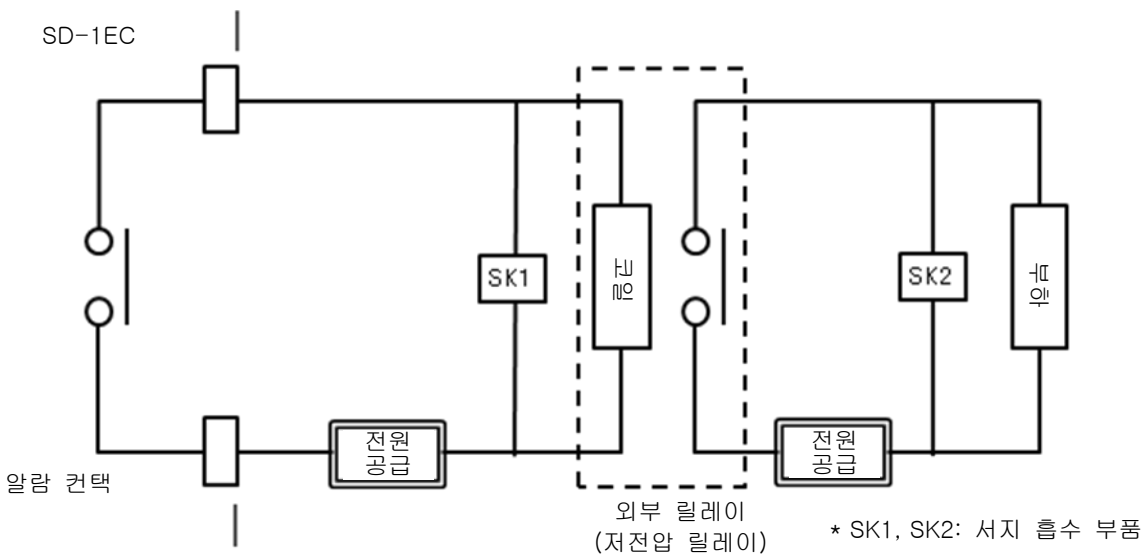 SD-1EC
SK1
코일
SK2
부하
전원
공급
전원
공급
알람 컨택
외부 릴레이
(저전압 릴레이)
* SK1, SK2: 서지 흡수 부품